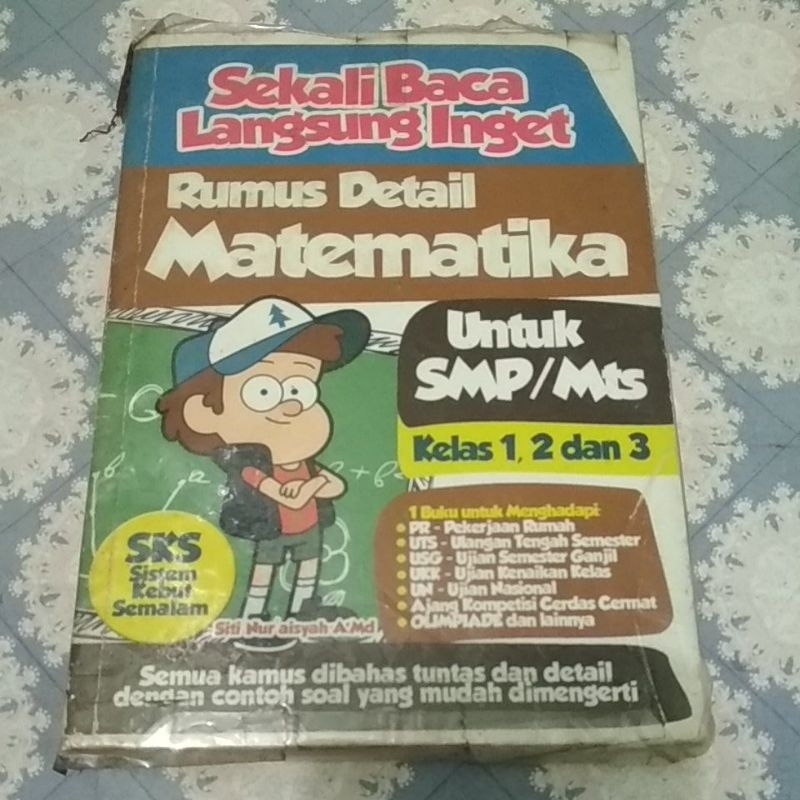 Sekali Baca
Langsung Inget
Rumus Detail
Matematika
Untuk
SMP/Mts
Kelas 1, 2 dan 3
1 Buku untuk Menghadapi:
PR - Pekerjaan Rumah
UTS - Ulangan Tengah Semester
USG - Ujian Semester Ganjil
UKK - Ujian Kenaikan Kelas
UN - Ujian Nasional
Ajang Kompetisi Cerdas Cermat
OLIMPIADE dan lainnya
SKS
Sistem
Kebut
Semalam
Siti Nur'aisyah A.Md
Semua kamus dibahas tuntas dan detail
dengan contoh soal yang mudah dimengerti